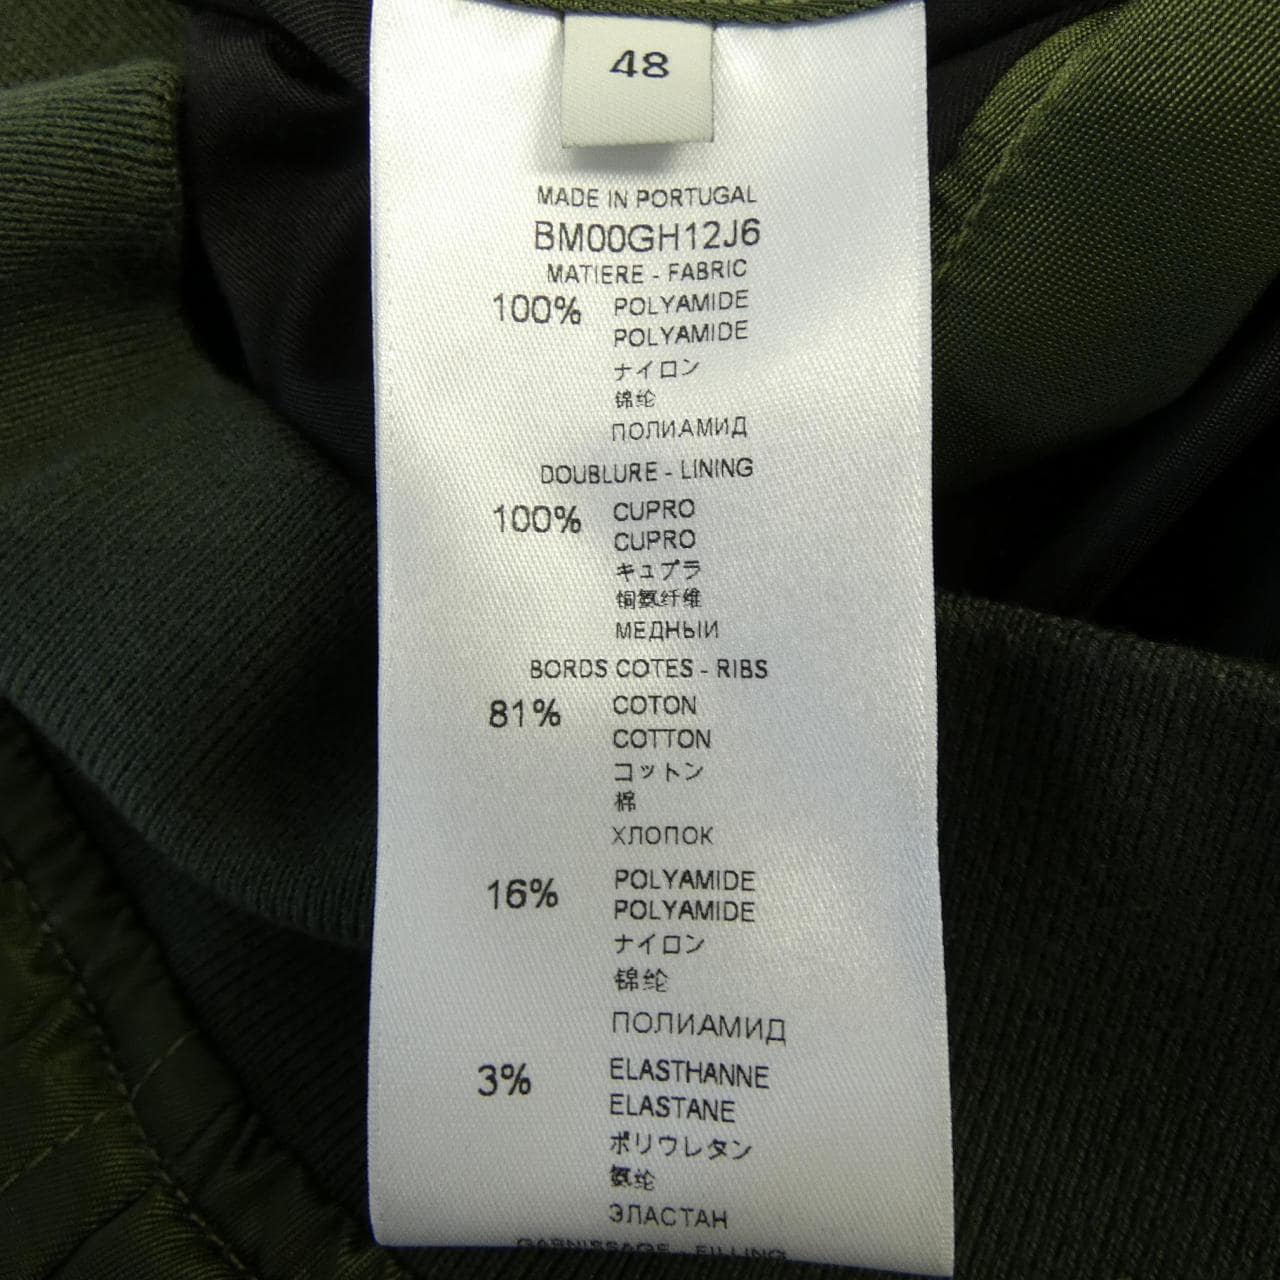 48
MADE IN PORTUGAL
BM00GH12J6
MATIERE - FABRIC
100% POLYAMIDE
POLYAMIDE
ナイロン
锦纶
ПОЛИАМИД
DOUBLURE - LINING
100% CUPRO
CUPRO
キュプラ
铜氨纤维
МЕДНЫИ
BORDS COTES - RIBS
81% COTON
COTTON
コットン
棉
ХЛОПОК
16% POLYAMIDE
POLYAMIDE
ナイロン
锦纶
ПОЛИАМИД
3% ELASTHANNE
ELASTANE
ポリウレタン
氨纶
ЭЛАСТАН
GARNISSAGE - FILLING